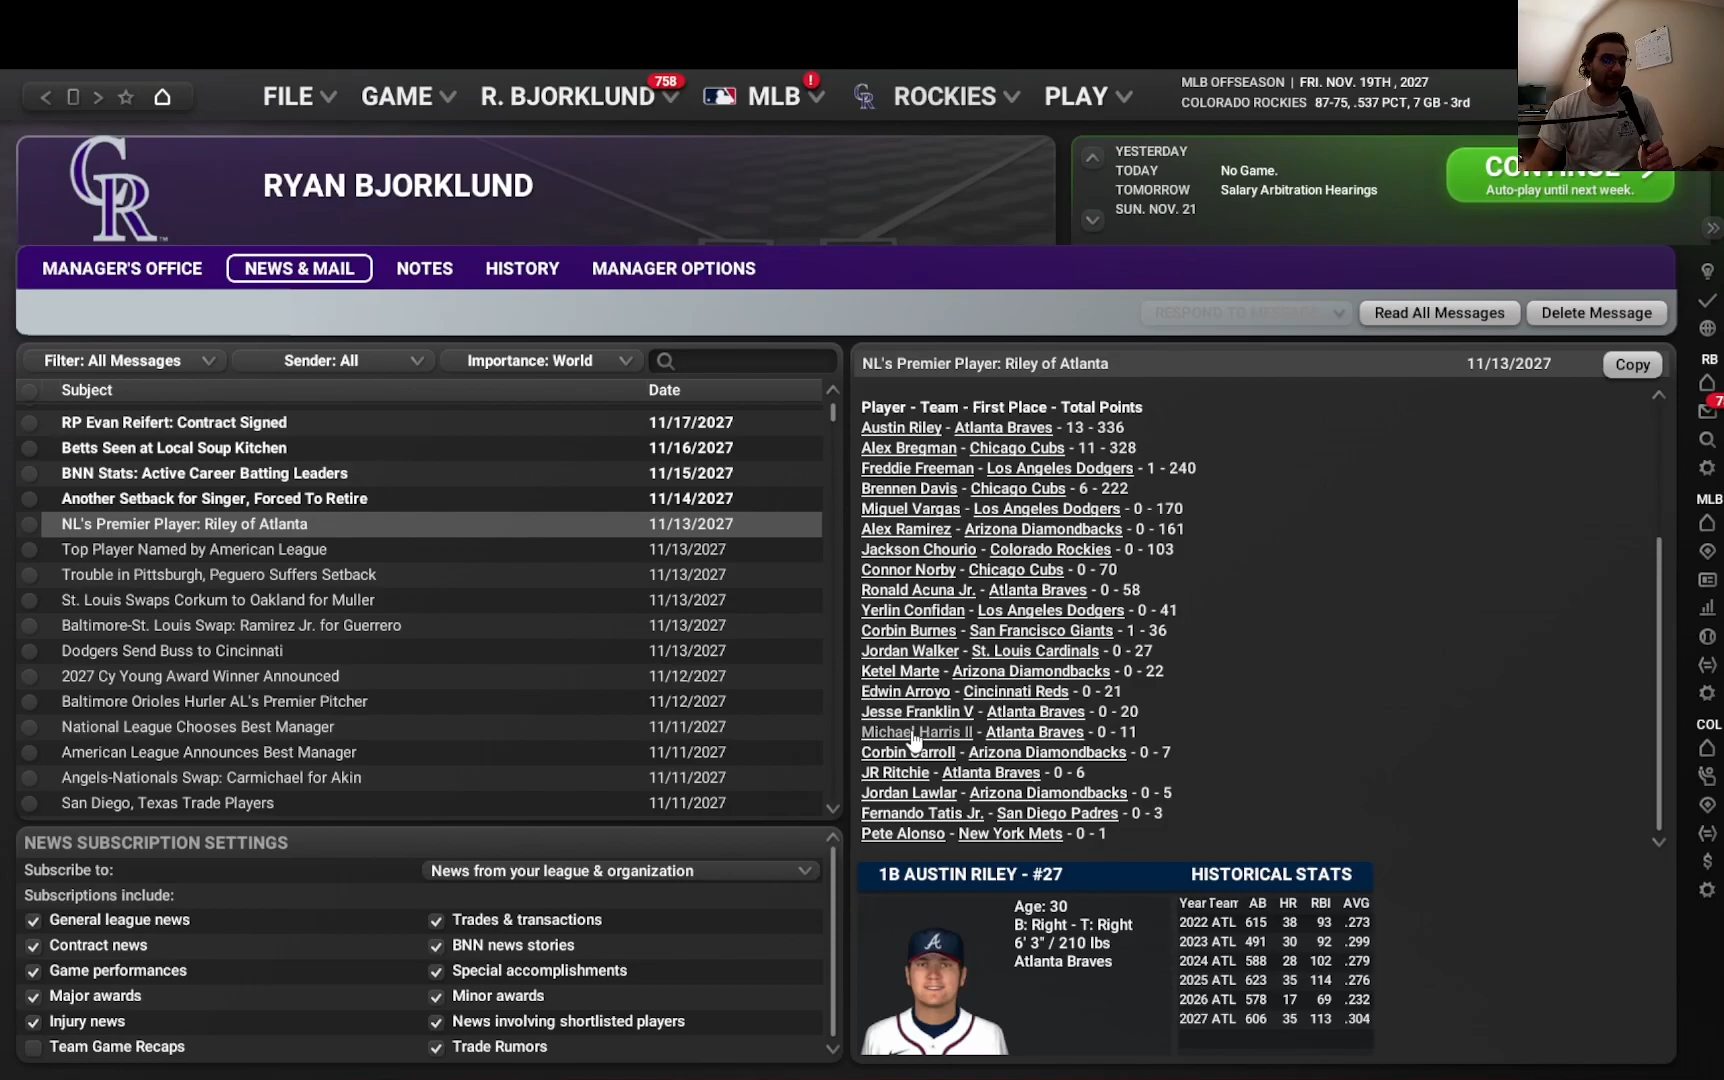 FILE GAME R. BJORKLUND 758 MLB ! ROCKIES PLAY
MLB OFFSEASON | FRI. NOV. 19TH , 2027
COLORADO ROCKIES 87-75, .537 PCT, 7 GB - 3rd
RYAN BJORKLUND
YESTERDAY
TODAY No Game.
TOMORROW Salary Arbitration Hearings
SUN. NOV. 21
Auto-play until next week.
MANAGER'S OFFICE NEWS & MAIL NOTES HISTORY MANAGER OPTIONS
RESPOND TO MESSAGE Read All Messages Delete Message
Filter: All Messages Sender: All Importance: World
Subject Date
RP Evan Reifert: Contract Signed 11/17/2027
Betts Seen at Local Soup Kitchen 11/16/2027
BNN Stats: Active Career Batting Leaders 11/15/2027
Another Setback for Singer, Forced To Retire 11/14/2027
NL's Premier Player: Riley of Atlanta 11/13/2027
Top Player Named by American League 11/13/2027
Trouble in Pittsburgh, Peguero Suffers Setback 11/13/2027
St. Louis Swaps Corkum to Oakland for Muller 11/13/2027
Baltimore-St. Louis Swap: Ramirez Jr. for Guerrero 11/13/2027
Dodgers Send Buss to Cincinnati 11/13/2027
2027 Cy Young Award Winner Announced 11/12/2027
Baltimore Orioles Hurler AL's Premier Pitcher 11/12/2027
National League Chooses Best Manager 11/11/2027
American League Announces Best Manager 11/11/2027
Angels-Nationals Swap: Carmichael for Akin 11/11/2027
San Diego, Texas Trade Players 11/11/2027
NEWS SUBSCRIPTION SETTINGS
Subscribe to: News from your league & organization
Subscriptions include:
General league news Trades & transactions
Contract news BNN news stories
Game performances Special accomplishments
Major awards Minor awards
Injury news News involving shortlisted players
Team Game Recaps Trade Rumors
NL's Premier Player: Riley of Atlanta 11/13/2027 Copy
Player - Team - First Place - Total Points
Austin Riley - Atlanta Braves - 13 - 336
Alex Bregman - Chicago Cubs - 11 - 328
Freddie Freeman - Los Angeles Dodgers - 1 - 240
Brennen Davis - Chicago Cubs - 6 - 222
Miguel Vargas - Los Angeles Dodgers - 0 - 170
Alex Ramirez - Arizona Diamondbacks - 0 - 161
Jackson Chourio - Colorado Rockies - 0 - 103
Connor Norby - Chicago Cubs - 0 - 70
Ronald Acuna Jr. - Atlanta Braves - 0 - 58
Yerlin Confidan - Los Angeles Dodgers - 0 - 41
Corbin Burnes - San Francisco Giants - 1 - 36
Jordan Walker - St. Louis Cardinals - 0 - 27
Ketel Marte - Arizona Diamondbacks - 0 - 22
Edwin Arroyo - Cincinnati Reds - 0 - 21
Jesse Franklin V - Atlanta Braves - 0 - 20
Michael Harris II - Atlanta Braves - 0 - 11
Corbin Carroll - Arizona Diamondbacks - 0 - 7
JR Ritchie - Atlanta Braves - 0 - 6
Jordan Lawlar - Arizona Diamondbacks - 0 - 5
Fernando Tatis Jr. - San Diego Padres - 0 - 3
Pete Alonso - New York Mets - 0 - 1
1B AUSTIN RILEY - #27 HISTORICAL STATS
Age: 30
B: Right - T: Right
6' 3" / 210 lbs
Atlanta Braves
Year Team AB HR RBI AVG
2022 ATL 615 38 93 .273
2023 ATL 491 30 92 .299
2024 ATL 588 28 102 .279
2025 ATL 623 35 114 .276
2026 ATL 578 17 69 .232
2027 ATL 606 35 113 .304
RB
MLB
COL